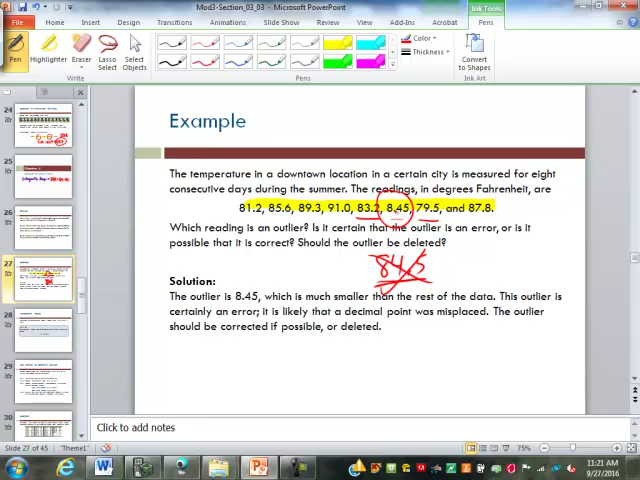 Mod3-Section_03_03 - Microsoft PowerPoint
Ink Tools
File Home Insert Design Transitions Animations Slide Show Review View Add-Ins Acrobat Pens
Pen Highlighter Eraser Lasso Select
Lasso Objects
Color
Thickness
Convert
to Shapes
Write Pens Ink Art
24
25
26
27
28
29
30
Example
The temperature in a downtown location in a certain city is measured for eight
consecutive days during the summer. The readings, in degrees Fahrenheit, are
81.2, 85.6, 89.3, 91.0, 83.2, 8.45, 79.5, and 87.8.
Which reading is an outlier? Is it certain that the outlier is an error, or is it
possible that it is correct? Should the outlier be deleted?
84.5
Solution:
The outlier is 8.45, which is much smaller than the rest of the data. This outlier is
certainly an error; it is likely that a decimal point was misplaced. The outlier
should be corrected if possible, or deleted.
Click to add notes
Slide 27 of 45 "Theme1" 75%
11:21 AM
9/27/2016